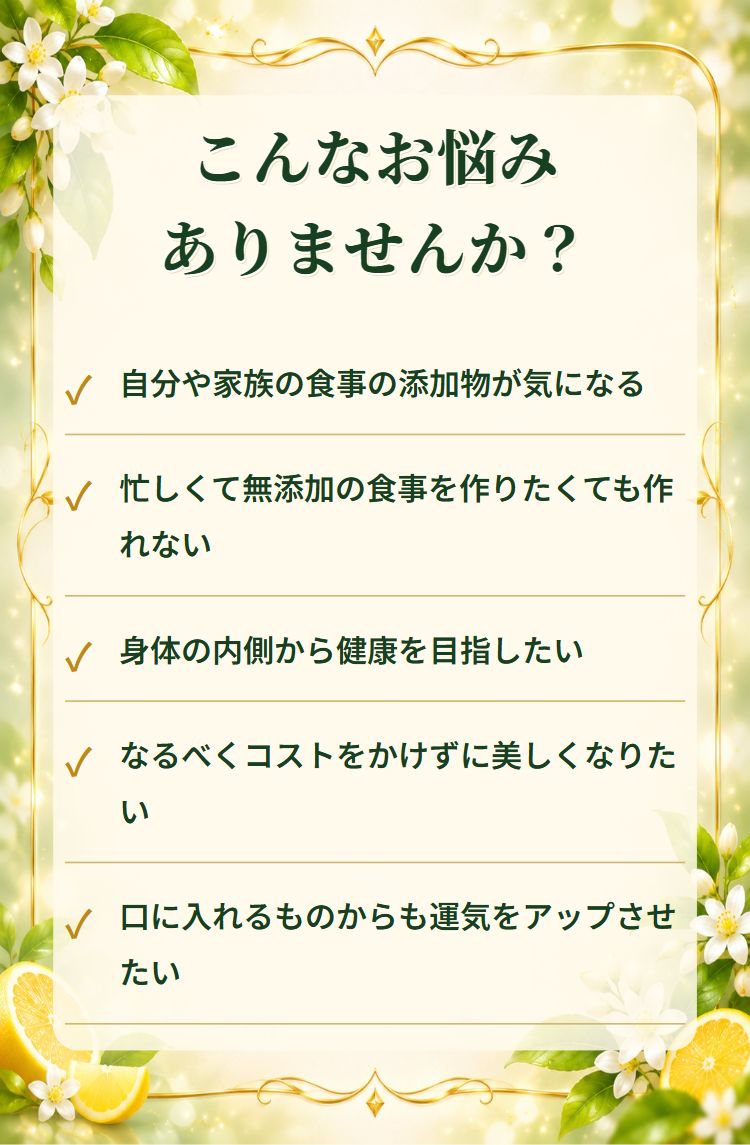 こんなお悩み
ありませんか？
✓ 自分や家族の食事の添加物が気になる
✓ 忙しくて無添加の食事を作りたくても作
れない
✓ 身体の内側から健康を目指したい
✓ なるべくコストをかけずに美しくなりた
い
✓ 口に入れるものからも運気をアップさせ
たい